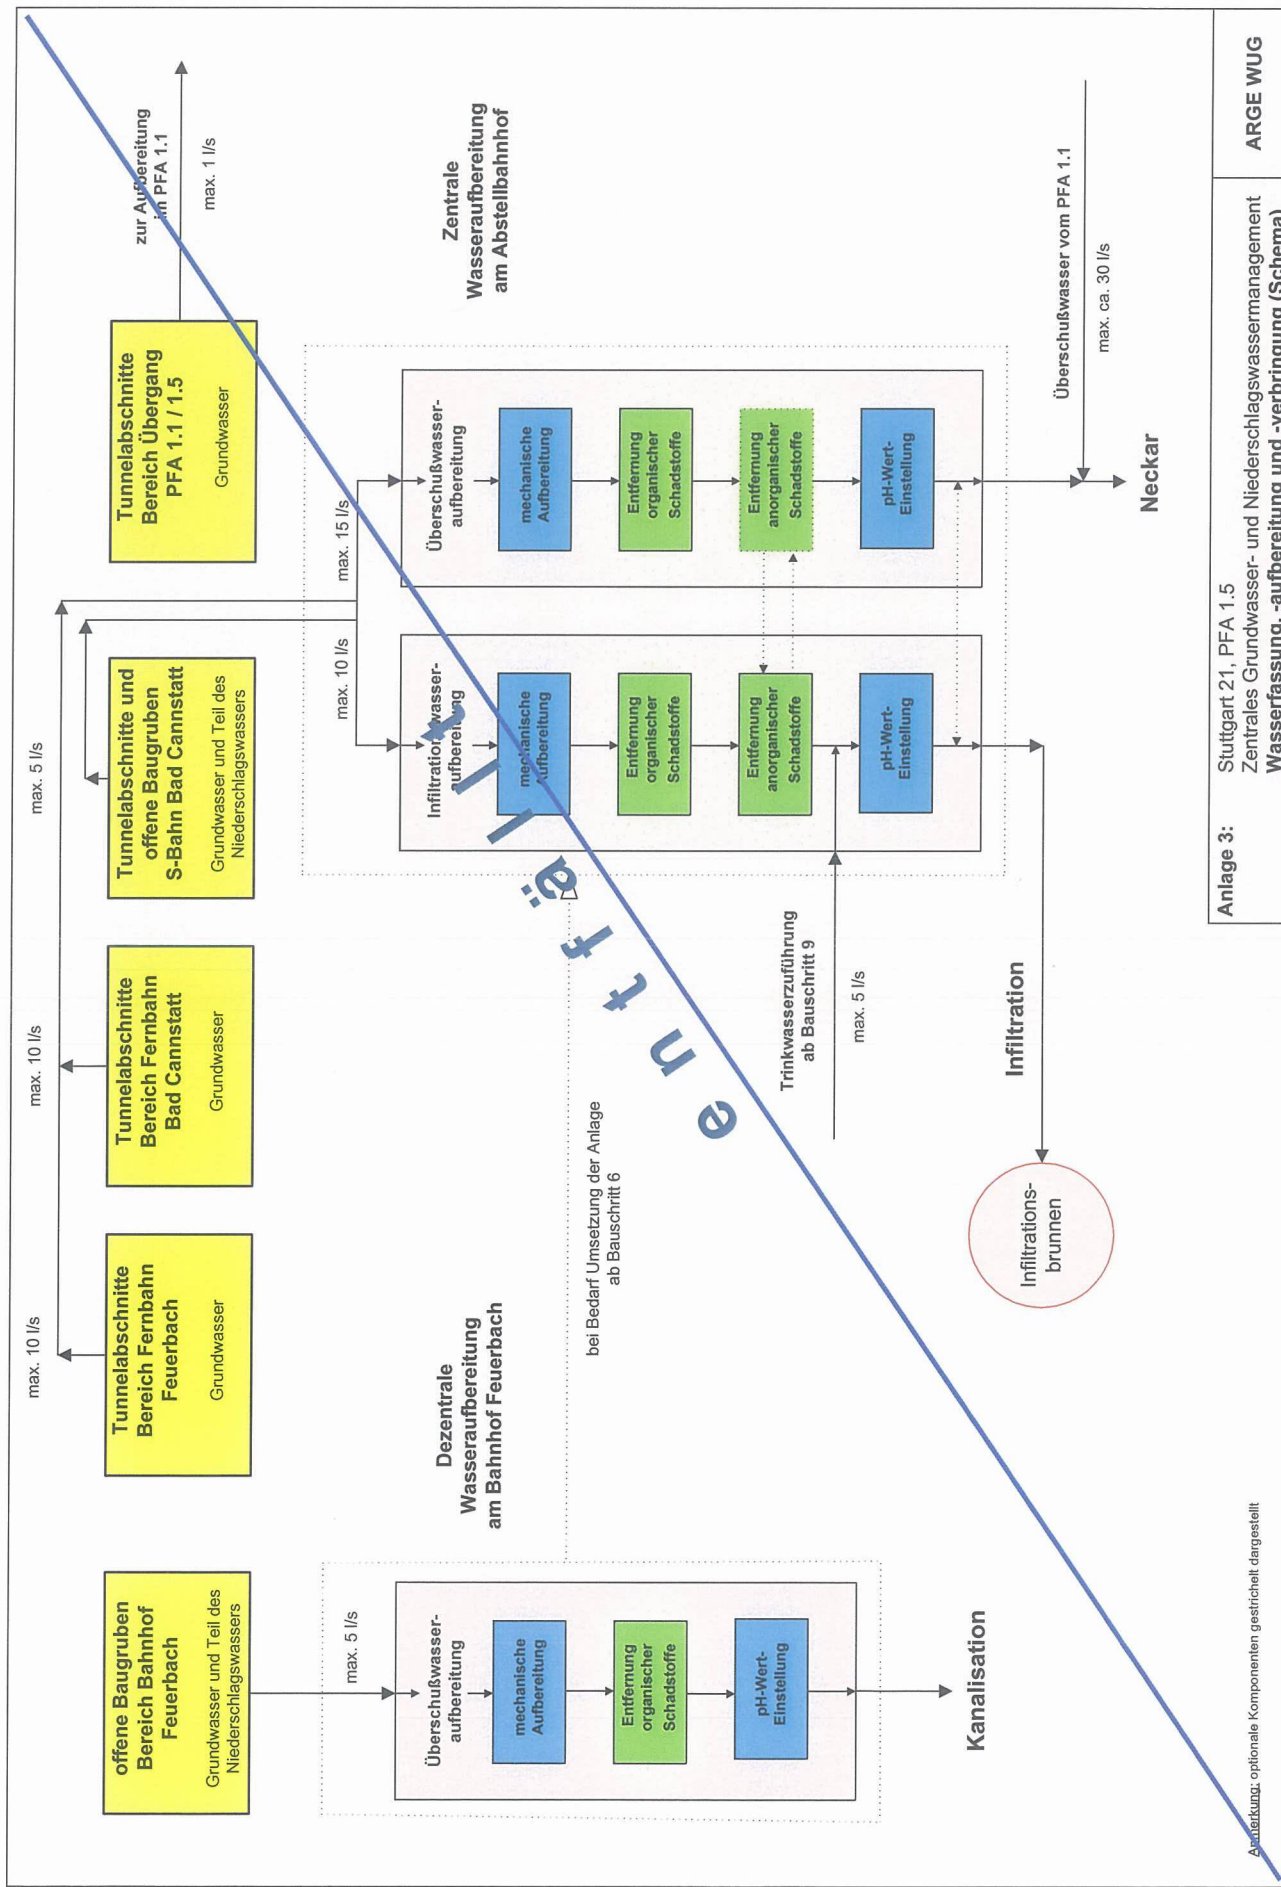 offene Baugruben
Bereich Bahnhof
Feuerbach
Grundwasser und Teil des
Niederschlagswassers
Tunnelabschnitte
Bereich Fernbahn
Feuerbach
Grundwasser
Tunnelabschnitte
Bereich Fernbahn
Bad Cannstatt
Grundwasser
Tunnelabschnitte und
offene Baugruben
S-Bahn Bad Cannstatt
Grundwasser und Teil des
Niederschlagswassers
Tunnelabschnitte
Bereich Übergang
PFA 1.1 / 1.5
Grundwasser
max. 10 l/s
max. 10 l/s
max. 5 l/s
zur Aufbereitung
im PFA 1.1
max. 1 l/s
max. 5 l/s
max. 10 l/s
max. 15 l/s
Dezentrale
Wasseraufbereitung
am Bahnhof Feuerbach
Zentrale
Wasseraufbereitung
am Abstellbahnhof
Überschußwasser-
aufbereitung
mechanische
Aufbereitung
Entfernung
organischer
Schadstoffe
pH-Wert-
Einstellung
Kanalisation
bei Bedarf Umsetzung der Anlage
ab Bauschritt 6
Infiltrationswasser-
aufbereitung
mechanische
Aufbereitung
Entfernung
organischer
Schadstoffe
Entfernung
anorganischer
Schadstoffe
pH-Wert-
Einstellung
Überschußwasser-
aufbereitung
mechanische
Aufbereitung
Entfernung
organischer
Schadstoffe
Entfernung
anorganischer
Schadstoffe
pH-Wert-
Einstellung
entfällt
Trinkwasserzuführung
ab Bauschritt 9
max. 5 l/s
Infiltration
Infiltrations-
brunnen
Überschußwasser vom PFA 1.1
max. ca. 30 l/s
Neckar
Anmerkung: optionale Komponenten gestrichelt dargestellt
Anlage 3:
Stuttgart 21, PFA 1.5
Zentrales Grundwasser- und Niederschlagswassermanagement
Wasserfassung, -aufbereitung und -verbringung (Schema)
ARGE WUG